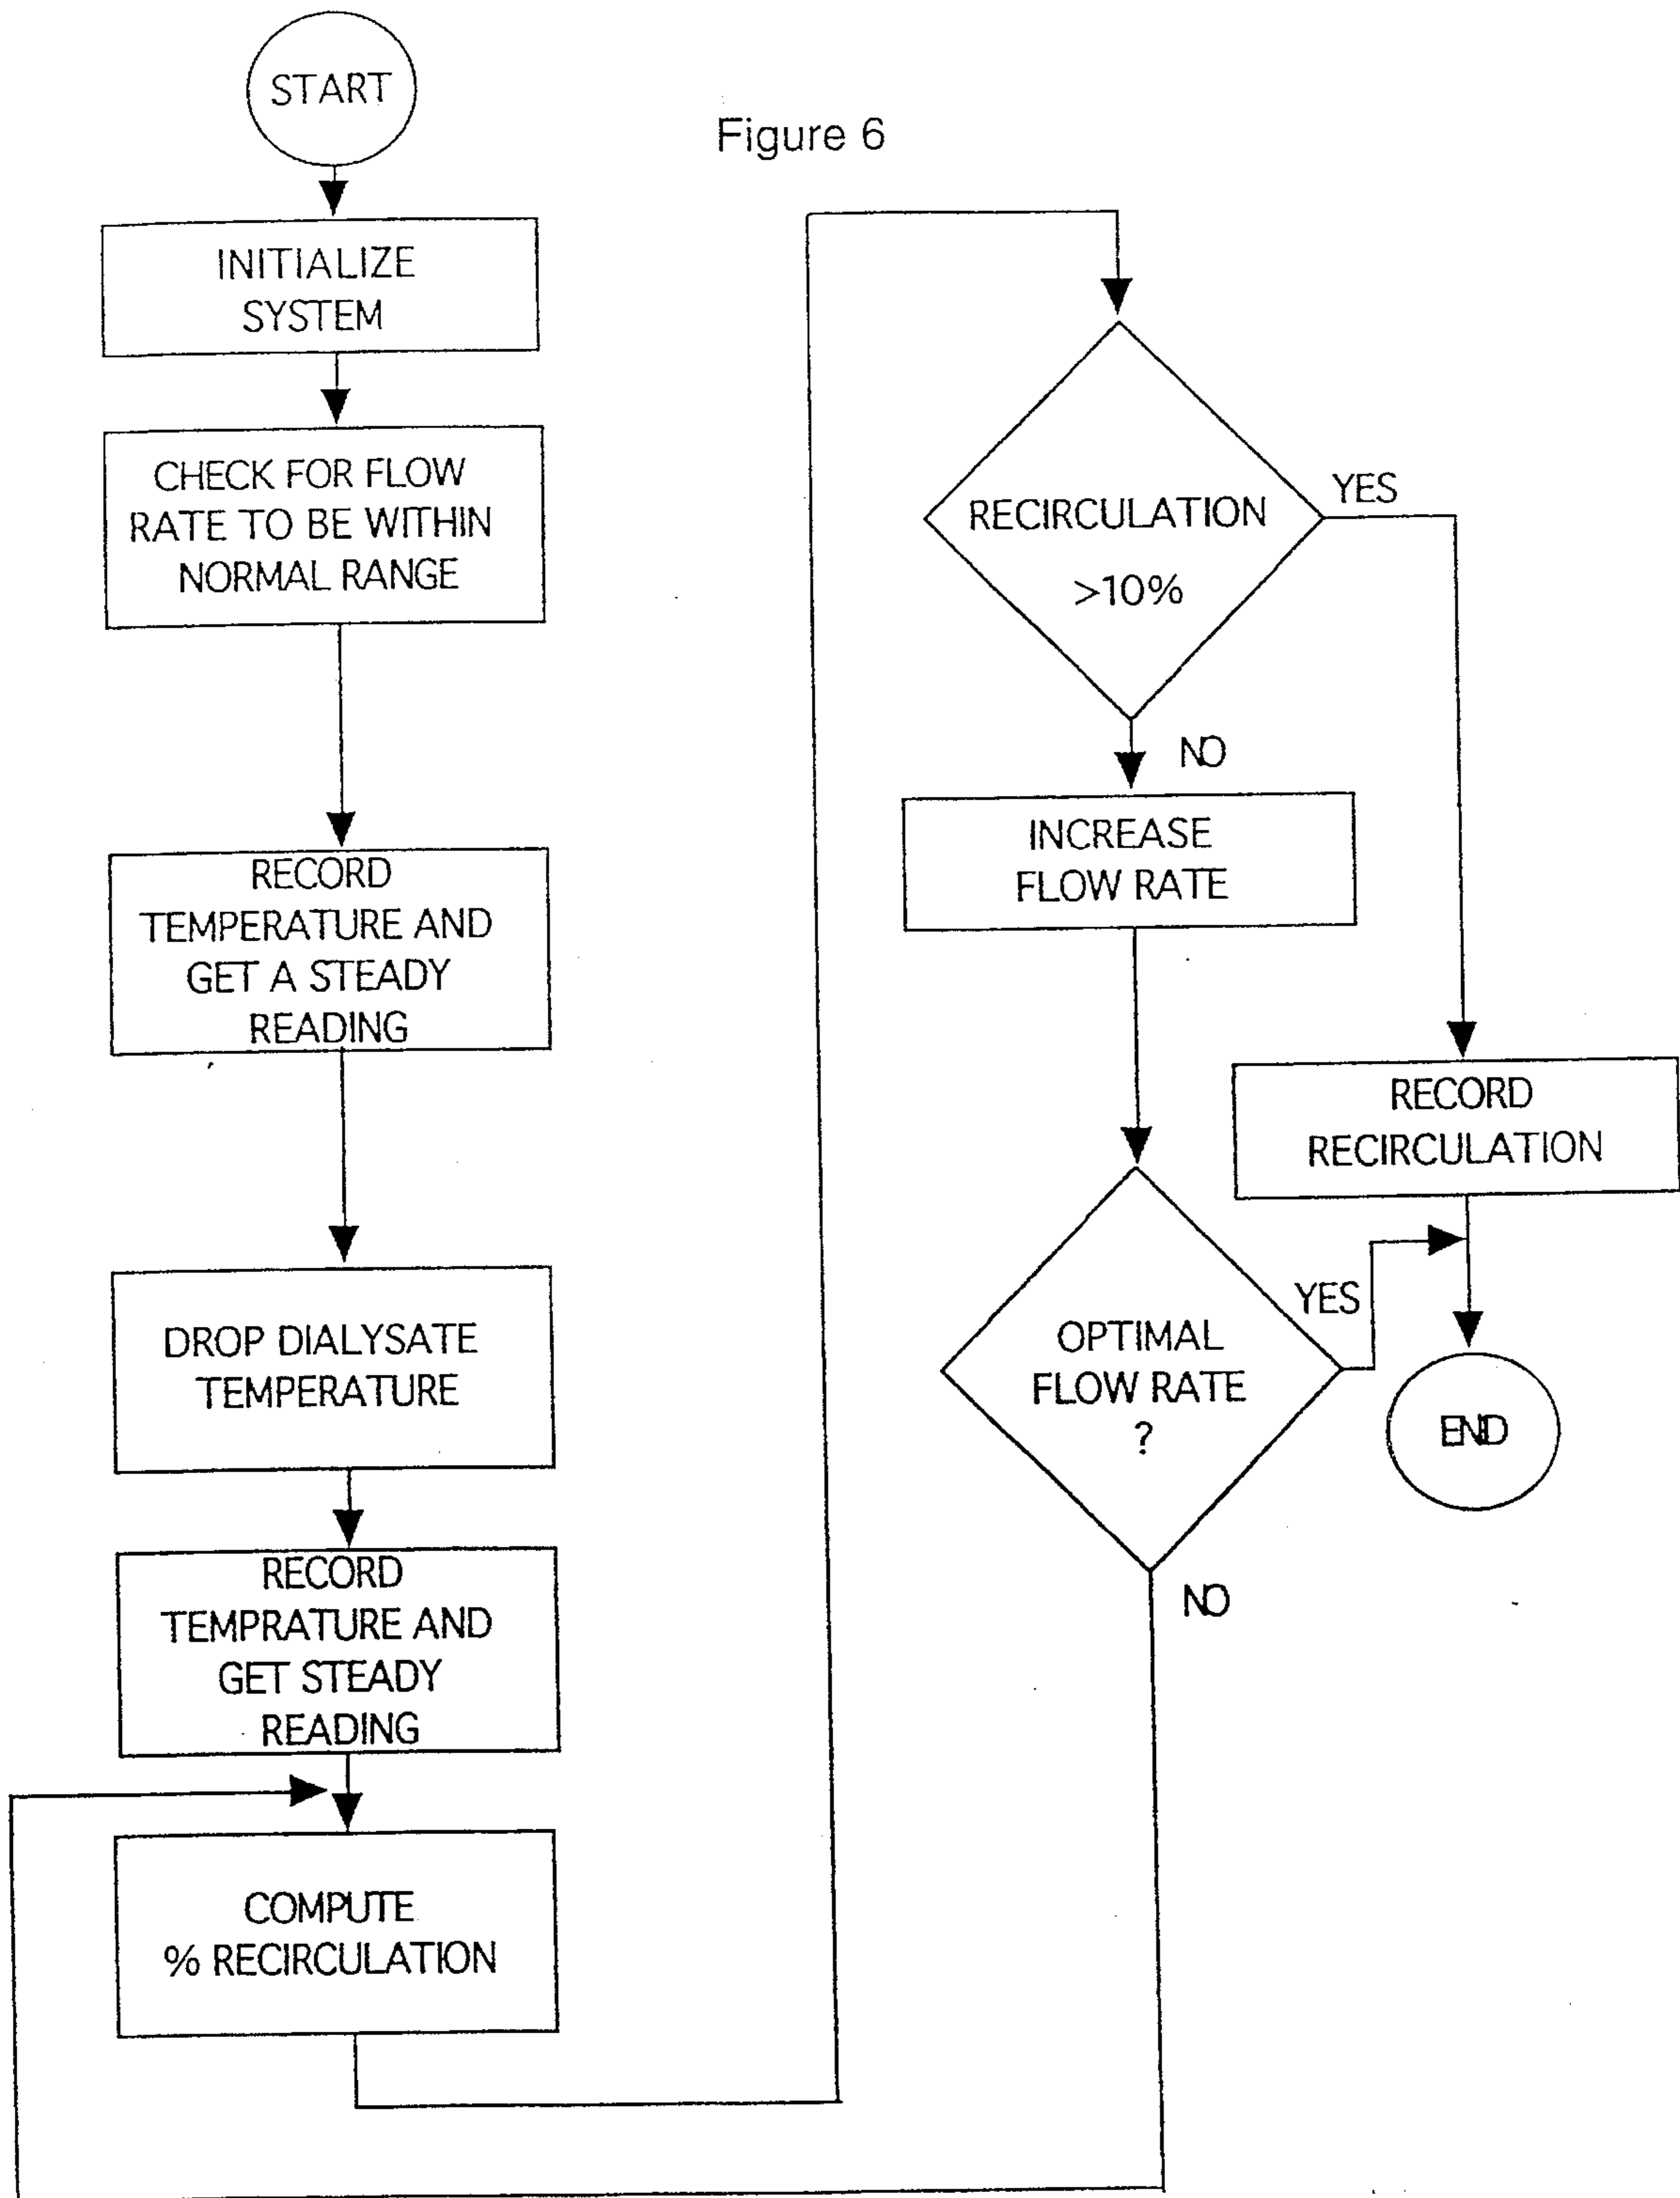 START
Figure 6
INITIALIZE
SYSTEM
CHECK FOR FLOW
RATE TO BE WITHIN
NORMAL RANGE
RECORD
TEMPERATURE AND
GET A STEADY
READING
DROP DIALYSATE
TEMPERATURE
RECORD
TEMPRATURE AND
GET STEADY
READING
COMPUTE
% RECIRCULATION
RECIRCULATION
>10%
YES
NO
INCREASE
FLOW RATE
RECORD
RECIRCULATION
OPTIMAL
FLOW RATE
?
YES
NO
END